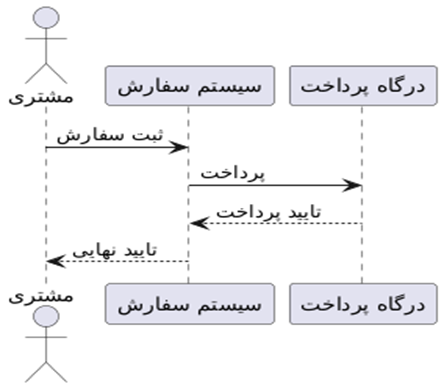 مشتری
سیستم سفارش
درگاه پرداخت
ثبت سفارش
پرداخت
تایید پرداخت
تایید نهایی
مشتری
سیستم سفارش
درگاه پرداخت